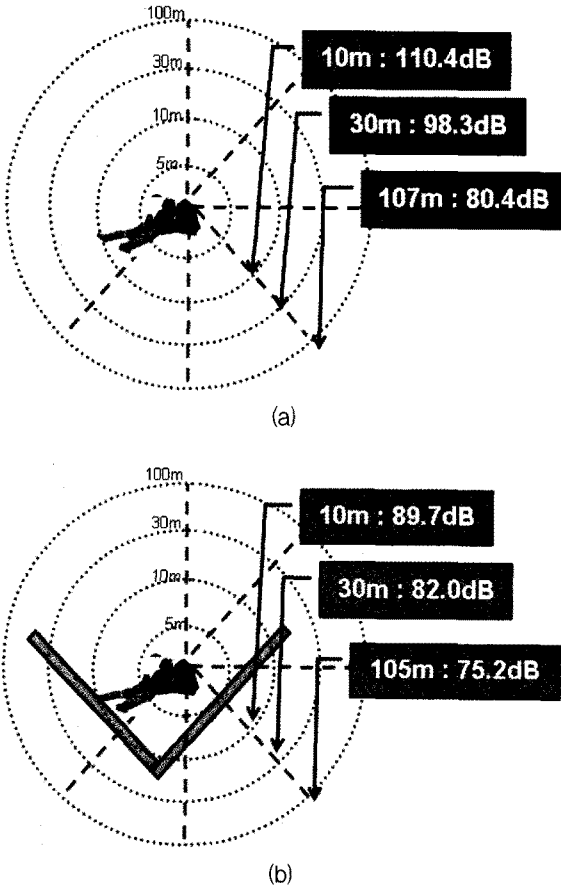 100m
30m
10m
5m
10m : 110.4dB
30m : 98.3dB
107m : 80.4dB
(a)
100m
30m
10m
5m
10m : 89.7dB
30m : 82.0dB
105m : 75.2dB
(b)